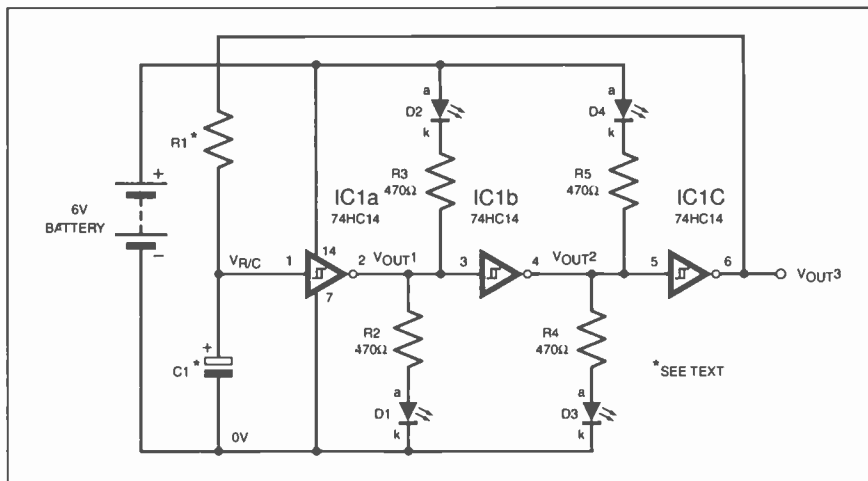 a
D2
k
a
D4
k
R1*
R3
470Ω
R5
470Ω
IC1a
74HC14
IC1b
74HC14
IC1C
74HC14
+
6V
BATTERY
−
VR/C
1
14
2
7
VOUT1
3
4
VOUT2
5
6
VOUT3
+
C1*
R2
470Ω
R4
470Ω
*SEE TEXT
a
D1
k
a
D3
k
0V